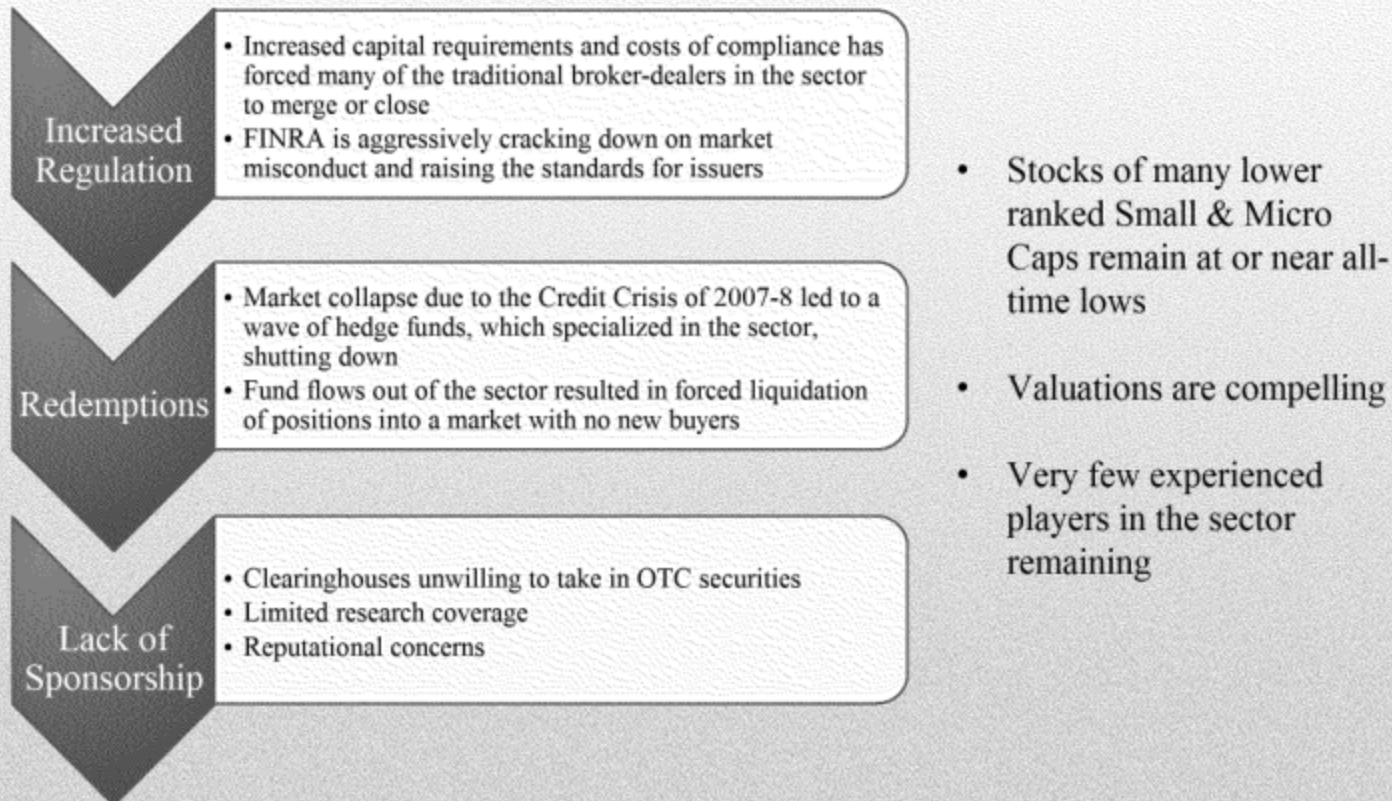 Increased
Regulation
• Increased capital requirements and costs of compliance has
forced many of the traditional broker-dealers in the sector
to merge or close
• FINRA is aggressively cracking down on market
misconduct and raising the standards for issuers
Redemptions
• Market collapse due to the Credit Crisis of 2007-8 led to a
wave of hedge funds, which specialized in the sector,
shutting down
• Fund flows out of the sector resulted in forced liquidation
of positions into a market with no new buyers
Lack of
Sponsorship
• Clearinghouses unwilling to take in OTC securities
• Limited research coverage
• Reputational concerns
• Stocks of many lower
ranked Small & Micro
Caps remain at or near all-
time lows
• Valuations are compelling
• Very few experienced
players in the sector
remaining